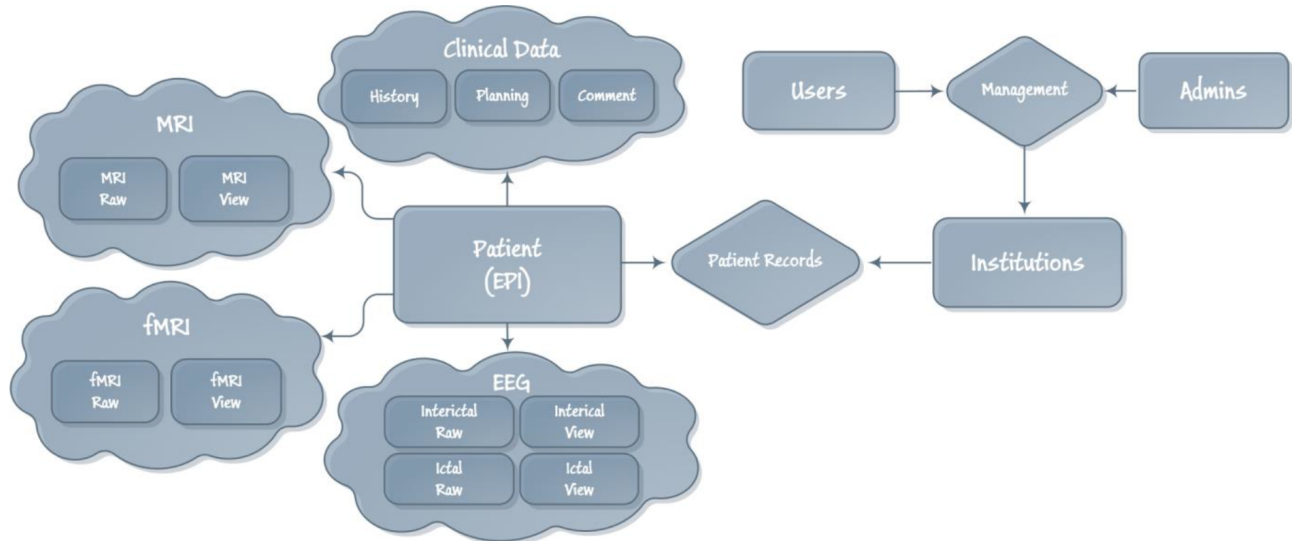 Clinical Data
History
Planning
Comment
MRI
MRI
Raw
MRI
View
fMRI
fMRI
Raw
fMRI
View
Patient
(EPI)
EEG
Interictal
Raw
Interical
View
Ictal
Raw
Ictal
View
Users
Management
Admins
Patient Records
Institutions